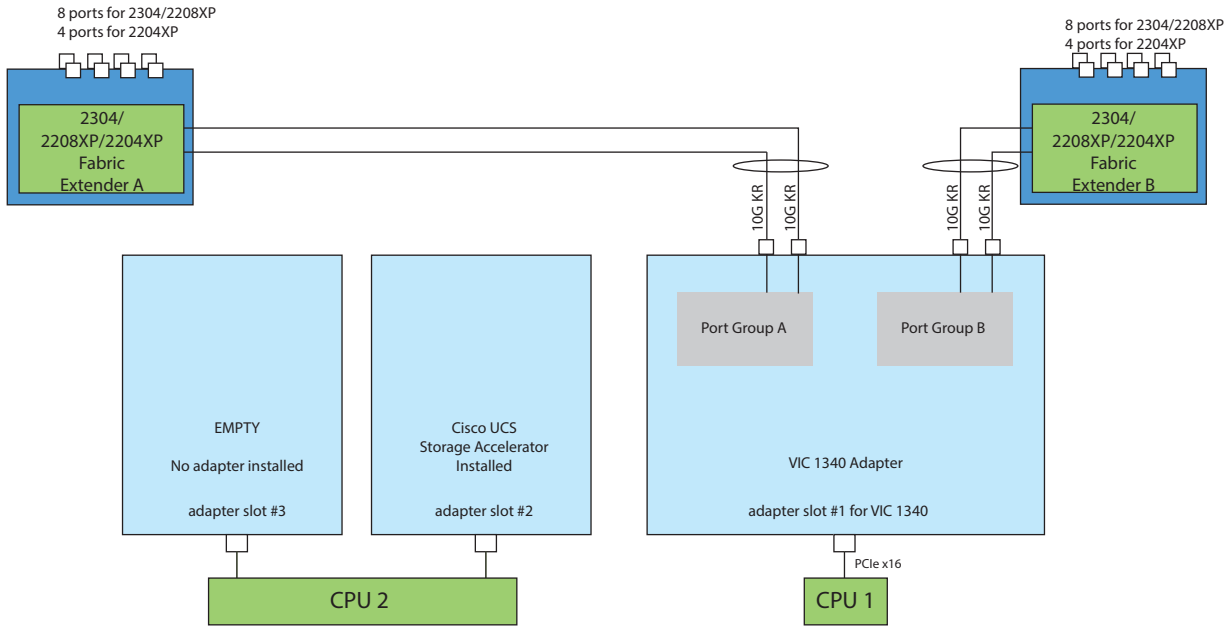 8 ports for 2304/2208XP
4 ports for 2204XP
8 ports for 2304/2208XP
4 ports for 2204XP
2304/
2208XP/2204XP
Fabric
Extender A
2304/
2208XP/2204XP
Fabric
Extender B
10G KR
10G KR
10G KR
10G KR
Port Group A
Port Group B
EMPTY
No adapter installed
adapter slot #3
Cisco UCS
Storage Accelerator
Installed
adapter slot #2
VIC 1340 Adapter
adapter slot #1 for VIC 1340
PCIe x16
CPU 2
CPU 1